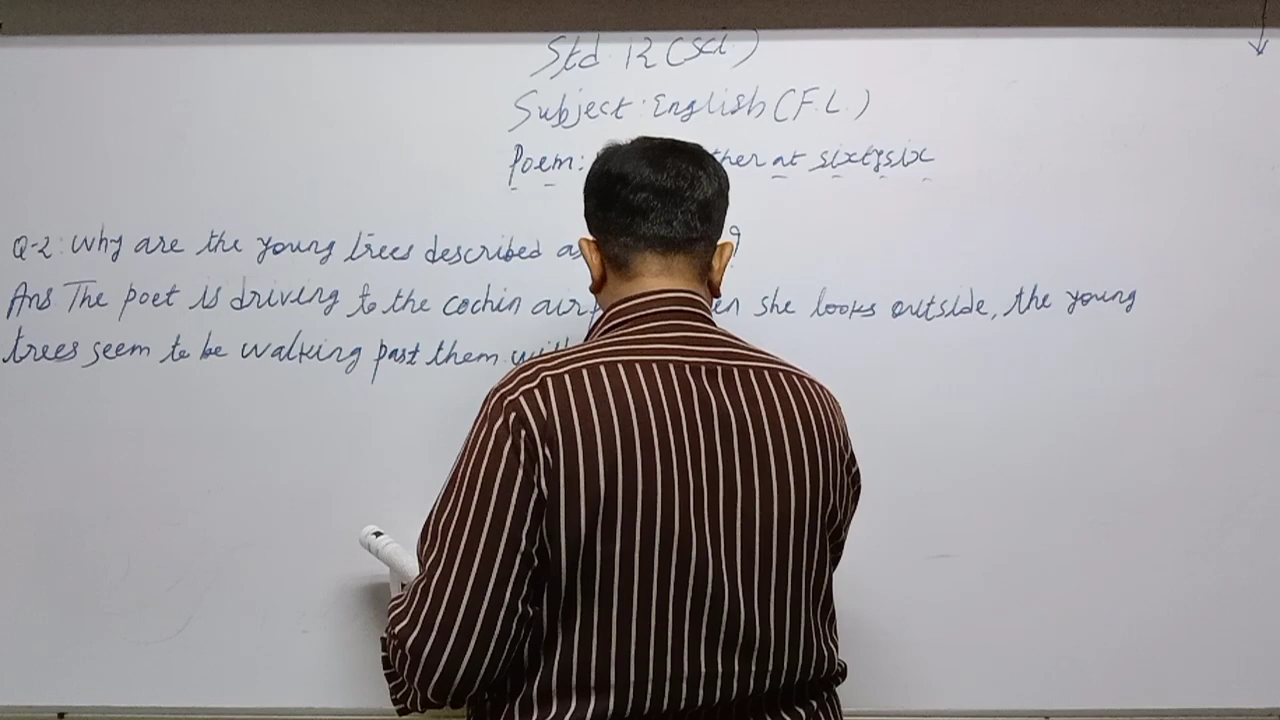 Std. 12 (Sci.)
Subject: English (F.L.)
Poem: ther at sixtysix
Q-2: Why are the young trees described as ?
Ans The poet is driving to the cochin air en she looks outside, the young
trees seem to be walking past them wit